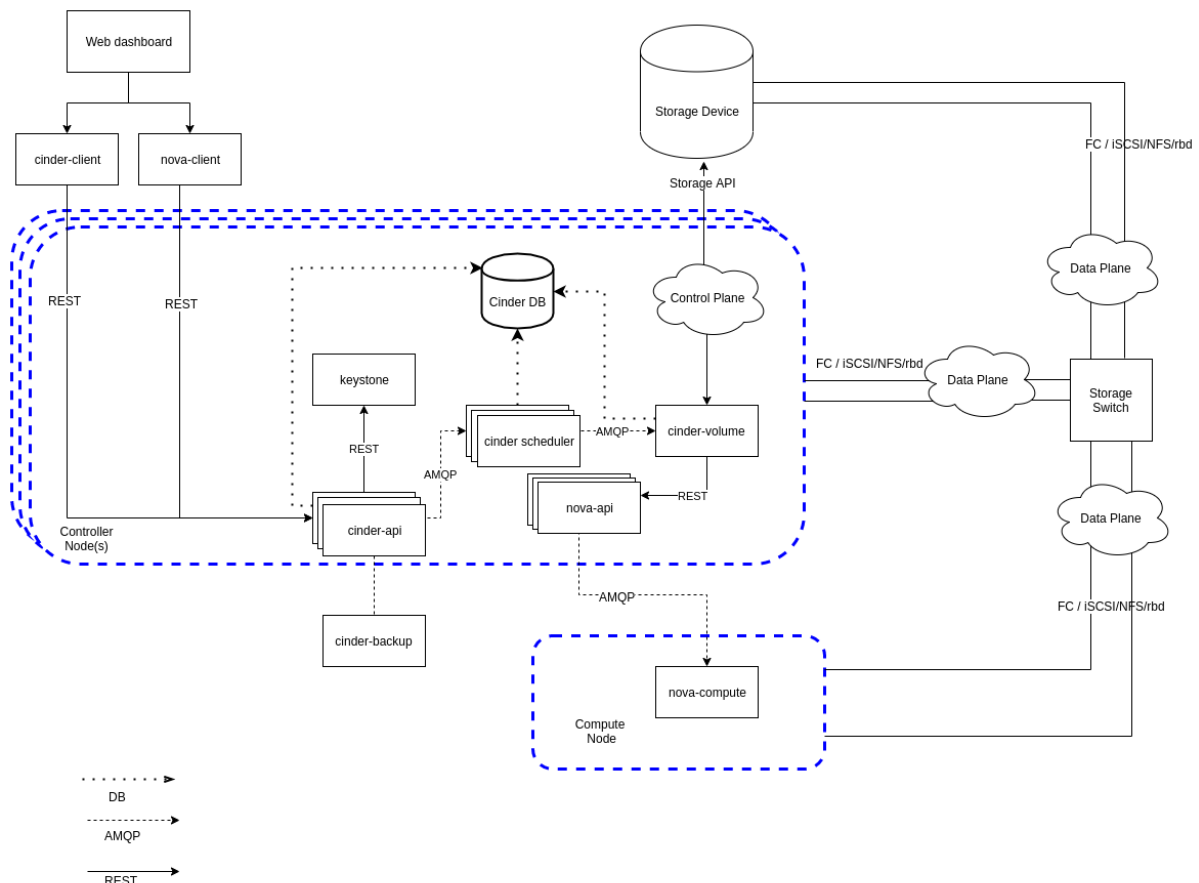 Web dashboard
Storage Device
cinder-client
nova-client
FC / iSCSI/NFS/rbd
Storage API
REST
REST
Cinder DB
Control Plane
Data Plane
keystone
FC / iSCSI/NFS/rbd
Data Plane
Storage
Switch
REST
cinder scheduler
AMQP
cinder-volume
AMQP
nova-api
REST
cinder-api
Controller
Node(s)
Data Plane
AMQP
FC / iSCSI/NFS/rbd
cinder-backup
nova-compute
Compute
Node
DB
AMQP
REST